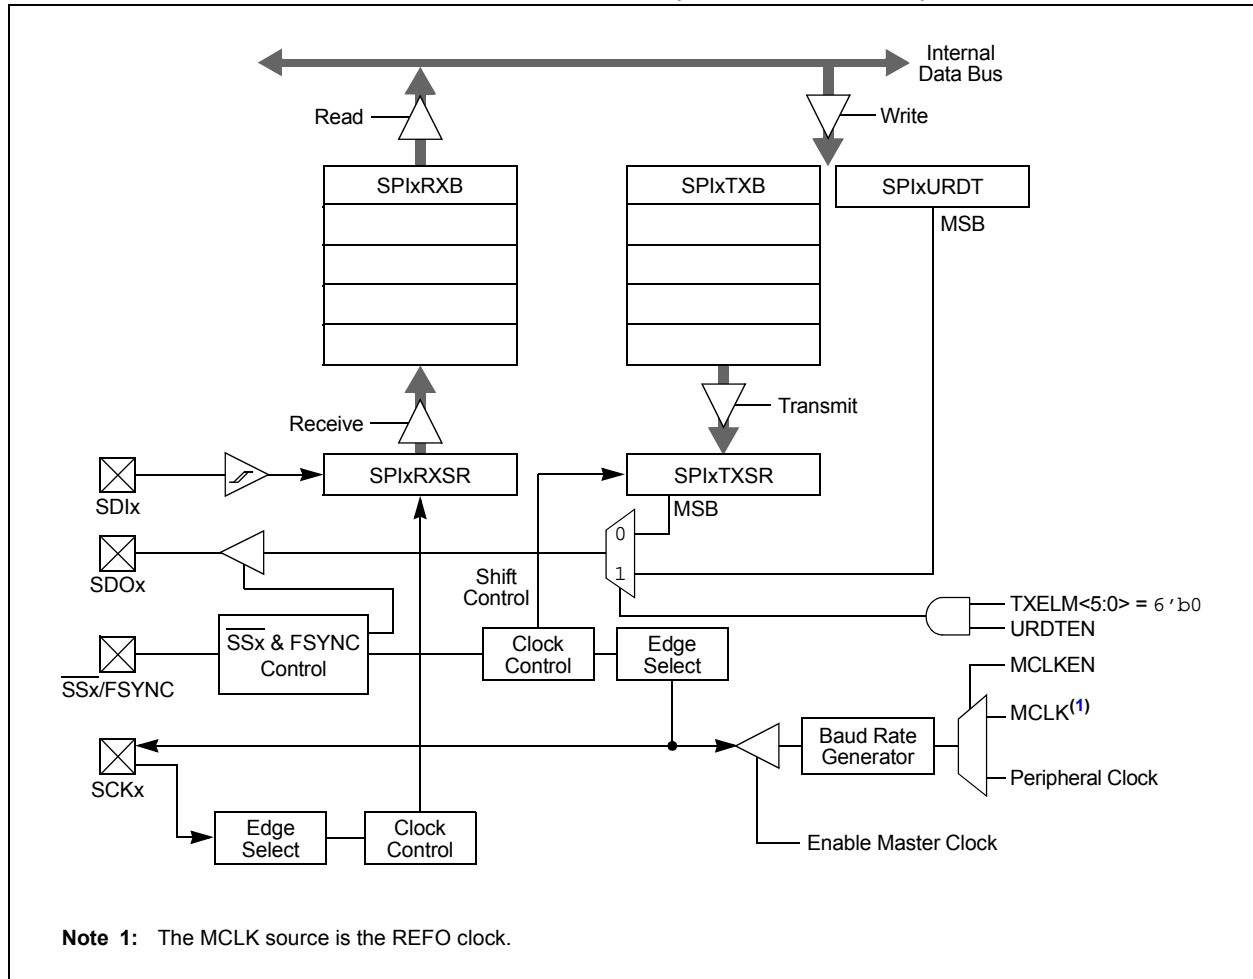 Internal
Data Bus
Read
Write
SPIxRXB
SPIxTXB
SPIxURDT
MSB
Receive
Transmit
SPIxRXSR
SPIxTXSR
SDIx
MSB
0
SDOx
1
Shift
Control
TXELM<5:0> = 6'b0
URDTEN
SSx & FSYNC
Control
Clock
Control
Edge
Select
MCLKEN
SSx/FSYNC
MCLK(1)
Baud Rate
Generator
Peripheral Clock
SCKx
Edge
Select
Clock
Control
Enable Master Clock
Note 1: The MCLK source is the REFO clock.